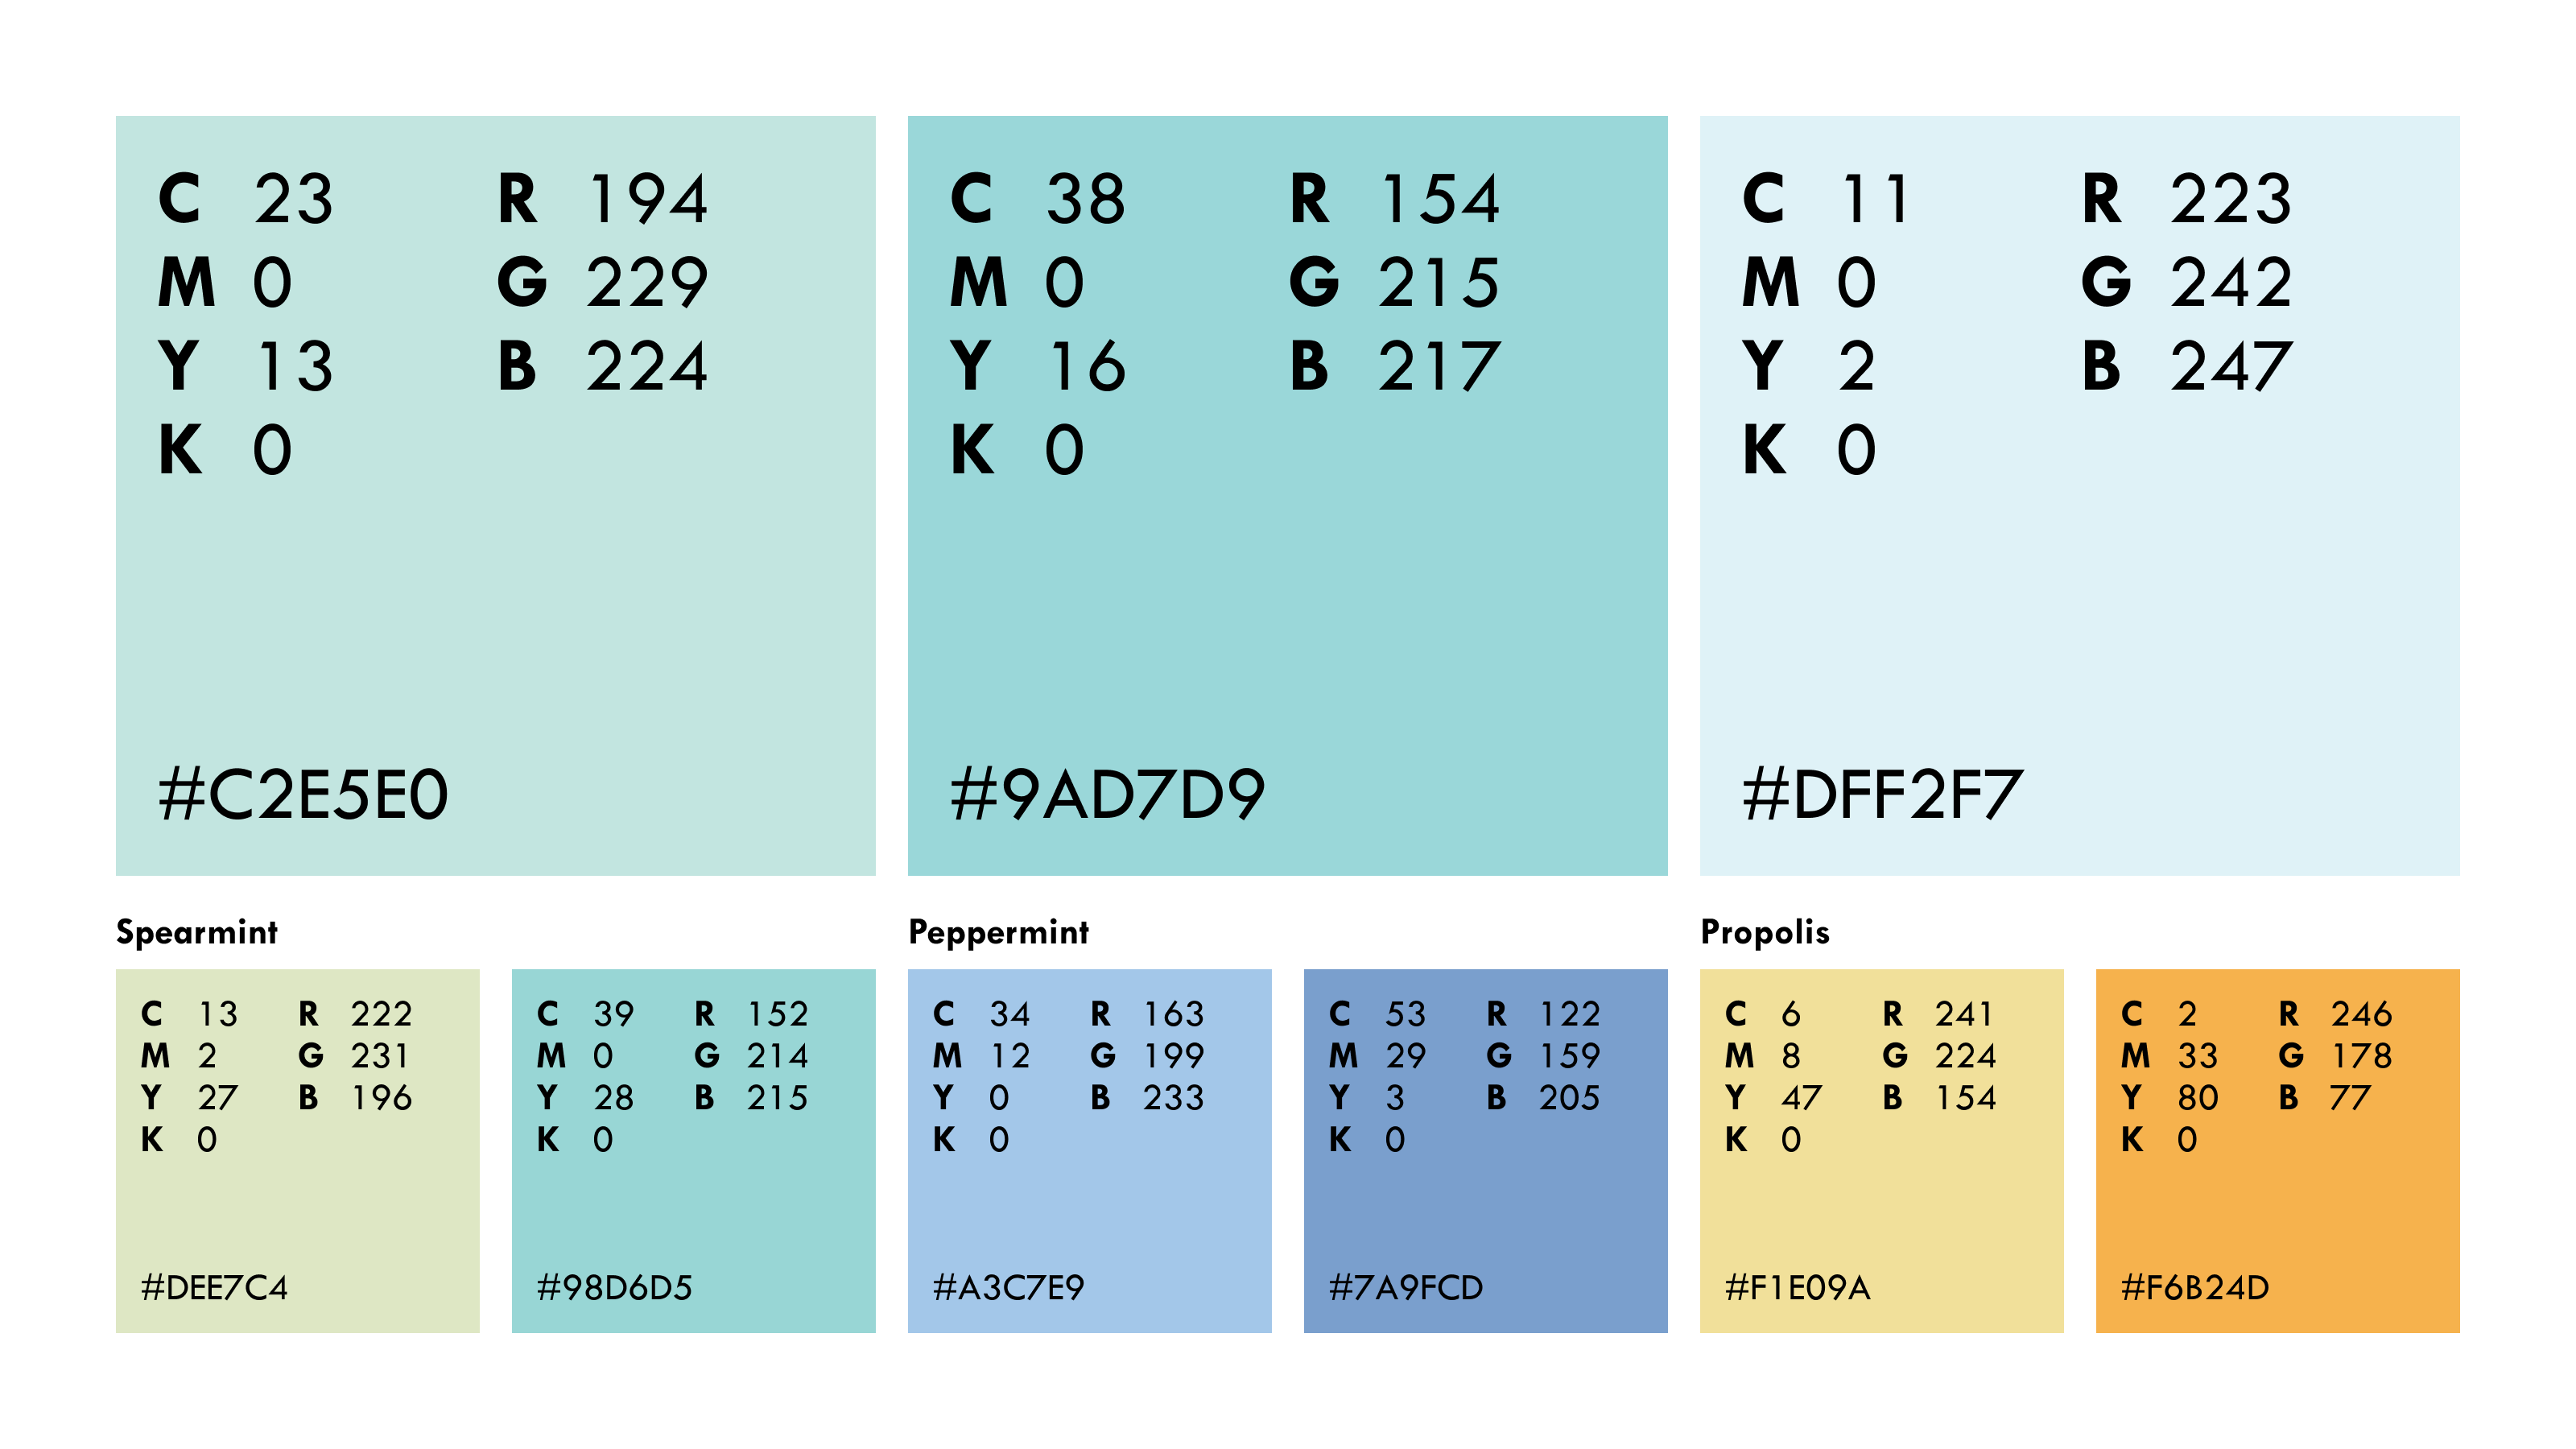 C 23 R 194
M 0 G 229
Y 13 B 224
K 0
#C2E5E0
C 38 R 154
M 0 G 215
Y 16 B 217
K 0
#9AD7D9
C 11 R 223
M 0 G 242
Y 2 B 247
K 0
#DFF2F7
Spearmint
C 13 R 222
M 2 G 231
Y 27 B 196
K 0
#DEE7C4
C 39 R 152
M 0 G 214
Y 28 B 215
K 0
#98D6D5
Peppermint
C 34 R 163
M 12 G 199
Y 0 B 233
K 0
#A3C7E9
C 53 R 122
M 29 G 159
Y 3 B 205
K 0
#7A9FCD
Propolis
C 6 R 241
M 8 G 224
Y 47 B 154
K 0
#F1E09A
C 2 R 246
M 33 G 178
Y 80 B 77
K 0
#F6B24D